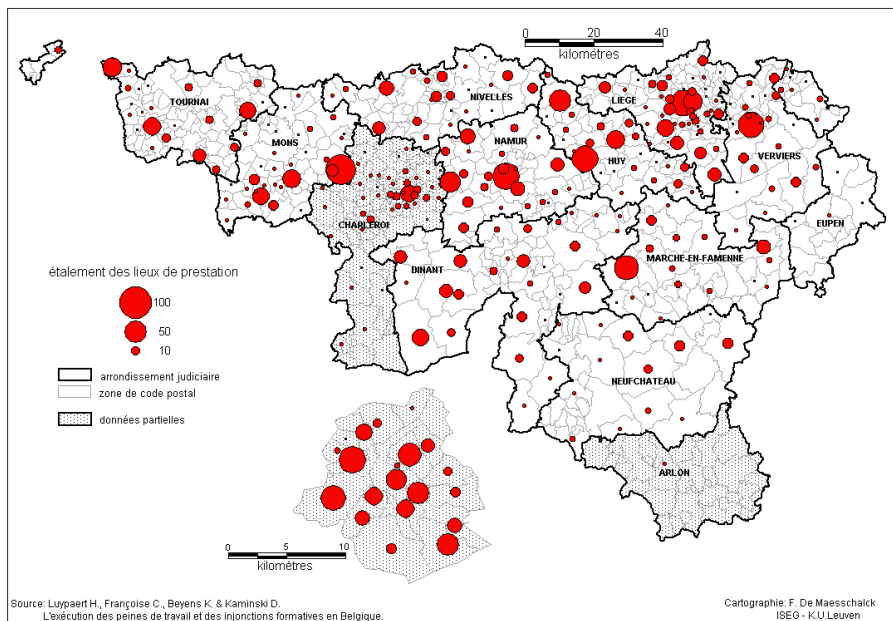 0 20 40
kilomètres
TOURNAI
NIVELLES
LIEGE
MONS
NAMUR
HUY
VERVIERS
CHARLEROI
EUPEN
DINANT
MARCHE-EN-FAMENNE
étalement des lieux de prestation
100
50
10
arrondissement judiciaire
zone de code postal
données partielles
NEUFCHATEAU
ARLON
0 5 10
kilomètres
Source: Luypaert H., Françoise C., Beyens K. & Kaminski D.
L'exécution des peines de travail et des injonctions formatives en Belgique.
Cartographie: F. De Maesschalck
ISEG - K.U.Leuven